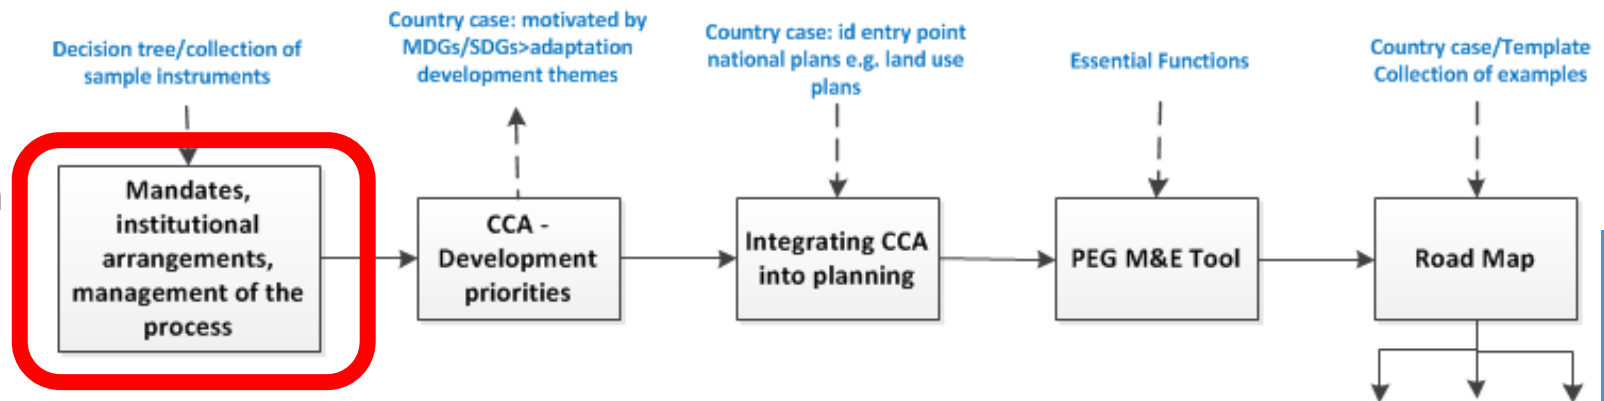 Decision tree/collection of
sample instruments
Country case: motivated by
MDGs/SDGs>adaptation
development themes
Country case: id entry point
national plans e.g. land use
plans
Essential Functions
Country case/Template
Collection of examples
Mandates,
institutional
arrangements,
management of the
process
CCA -
Development
priorities
Integrating CCA
into planning
PEG M&E Tool
Road Map